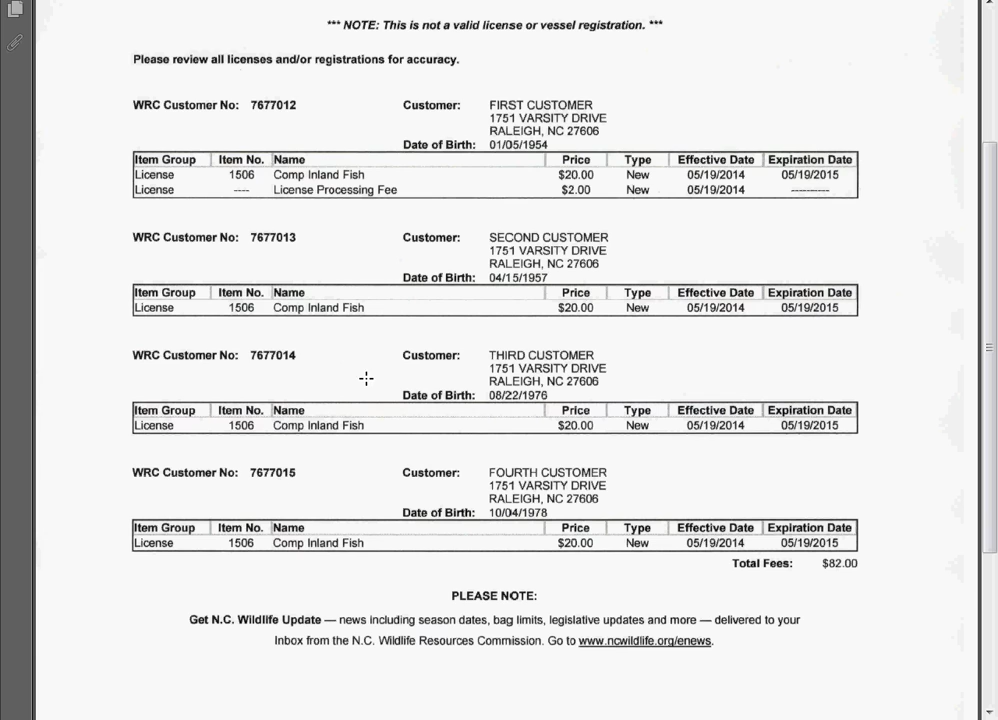 *** NOTE: This is not a valid license or vessel registration. ***
Please review all licenses and/or registrations for accuracy.
WRC Customer No: 7677012 Customer: FIRST CUSTOMER
1751 VARSITY DRIVE
RALEIGH, NC 27606
Date of Birth: 01/05/1954
Item Group Item No. Name Price Type Effective Date Expiration Date
License 1506 Comp Inland Fish $20.00 New 05/19/2014 05/19/2015
License ---- License Processing Fee $2.00 New 05/19/2014 ----------
WRC Customer No: 7677013 Customer: SECOND CUSTOMER
1751 VARSITY DRIVE
RALEIGH, NC 27606
Date of Birth: 04/15/1957
Item Group Item No. Name Price Type Effective Date Expiration Date
License 1506 Comp Inland Fish $20.00 New 05/19/2014 05/19/2015
WRC Customer No: 7677014 Customer: THIRD CUSTOMER
1751 VARSITY DRIVE
RALEIGH, NC 27606
Date of Birth: 08/22/1976
Item Group Item No. Name Price Type Effective Date Expiration Date
License 1506 Comp Inland Fish $20.00 New 05/19/2014 05/19/2015
WRC Customer No: 7677015 Customer: FOURTH CUSTOMER
1751 VARSITY DRIVE
RALEIGH, NC 27606
Date of Birth: 10/04/1978
Item Group Item No. Name Price Type Effective Date Expiration Date
License 1506 Comp Inland Fish $20.00 New 05/19/2014 05/19/2015
Total Fees: $82.00
PLEASE NOTE:
Get N.C. Wildlife Update — news including season dates, bag limits, legislative updates and more — delivered to your
Inbox from the N.C. Wildlife Resources Commission. Go to www.ncwildlife.org/enews.